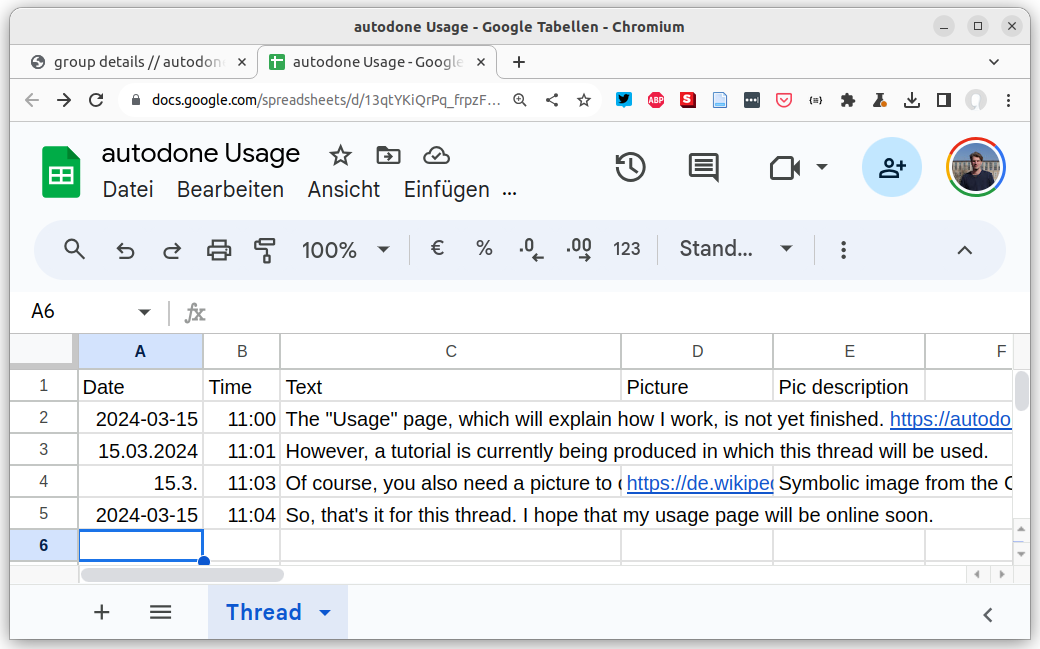 autodone Usage - Google Tabellen - Chromium
group details // autodon
autodone Usage - Google
docs.google.com/spreadsheets/d/13qtYKiQrPq_frpzF...
ABP
S
autodone Usage
Datei Bearbeiten Ansicht Einfügen ...
100% € % .0 .00 123 Stand...
A6 fx
A B C D E F
1 Date Time Text Picture Pic description
2 2024-03-15 11:00 The "Usage" page, which will explain how I work, is not yet finished. https://autodo
3 15.03.2024 11:01 However, a tutorial is currently being produced in which this thread will be used.
4 15.3. 11:03 Of course, you also need a picture to https://de.wikiped Symbolic image from the
5 2024-03-15 11:04 So, that's it for this thread. I hope that my usage page will be online soon.
6
Thread